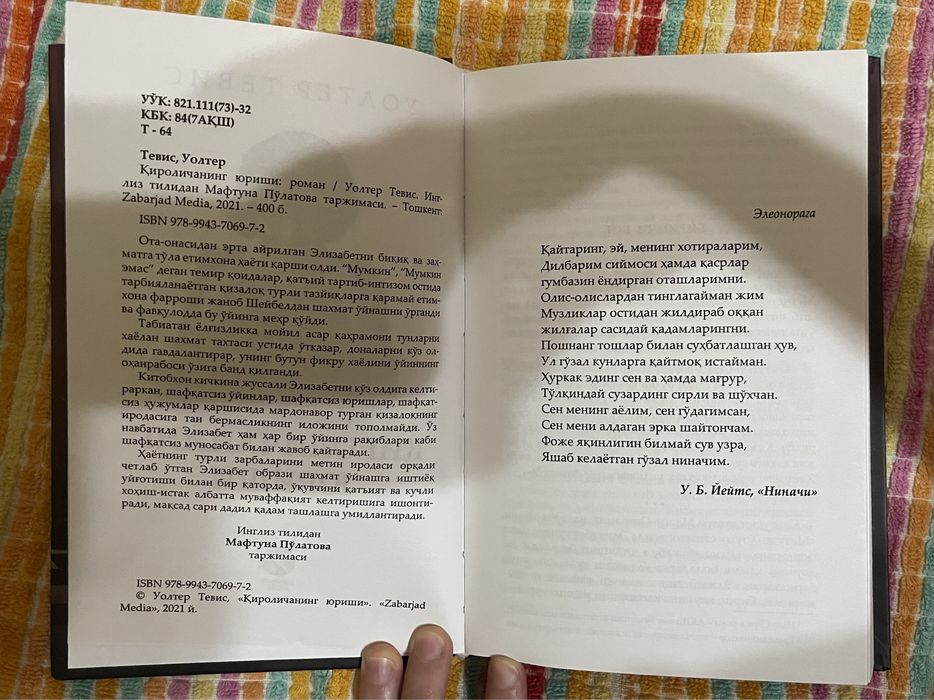 УЎК: 821.111(73)-32
КБК: 84(7АҚШ)
Т - 64
Тевис, Уолтер
Қироличанинг юриши: роман / Уолтер Тевис. Инг-
лиз тилидан Мафтуна Пўлатова таржимаси. – Тошкент:
Zabarjad Media, 2021. – 400 б.
ISBN 978-9943-7069-7-2
Ота-онасидан эрта айрилган Элизабетни биқиқ ва заҳ-
матга тўла етимхона ҳаёти қарши олди. “Мумкин”, “Мумкин
эмас” деган темир қоидалар, қатъий тартиб-интизом остида
тарбияланаётган қизалоқ турли тазйиқларга қарамай етим-
хона фарроши жаноб Шейбелдан шахмат ўйнашни ўрганди
ва фавқулодда бу ўйинга меҳр қўйди.
Табиатан ёлғизликка мойил асар қаҳрамони тунларни
хаёлан шахмат тахтаси устида ўтказар, доналарни кўз ол-
дида гавдалантирар, унинг бутун фикру хаёлини ўйиннинг
оҳанрабоси ўзига банд қилганди.
Китобхон кичкина жуссали Элизабетни кўз олдига келти-
раркан, шафқатсиз ўйинлар, шафқатсиз юришлар, шафқат-
сиз ҳужумлар қаршисида мардонавор турган қизалоқнинг
иродасига тан бермасликнинг иложини тополмайди. Ўз
навбатида Элизабет ҳам ҳар бир ўйинга рақиблари каби
шафқатсиз муносабат билан жавоб қайтаради.
Ҳаётнинг турли зарбаларини метин иродаси орқали
четлаб ўтган Элизабет образи шахмат ўйнашга иштиёқ
уйғотиши билан бир қаторда, ўқувчини қатъият ва кучли
хоҳиш-истак албатта муваффақият келтиришига ишонти-
ради, мақсад сари дадил қадам ташлашга умидлантиради.
Инглиз тилидан
Мафтуна Пўлатова
таржимаси
ISBN 978-9943-7069-7-2
© Уолтер Тевис, «Қироличанинг юриши». «Zabarjad
Media», 2021 й.
Элеонорага
Қайтаринг, эй, менинг хотираларим,
Дилбарим сиймоси ҳамда қасрлар
гумбазин ёндирган оташларимни.
Олис-олислардан тинглагайман жим
Музликлар остидан жилдираб оққан
жилғалар сасидай қадамларингни.
Пошнанг тошлар билан суҳбатлашган ҳув,
Ул гўзал кунларга қайтмоқ истайман.
Ҳуркак эдинг сен ва ҳамда мағрур,
Тўлқиндай сузардинг сирли ва шўхчан.
Сен менинг аёлим, сен гўдагимсан,
Сен мени алдаган эрка шайтончам.
Фоже яқинлигин билмай сув узра,
Яшаб келаётган гўзал ниначим.
У. Б. Йейтс, «Ниначи»